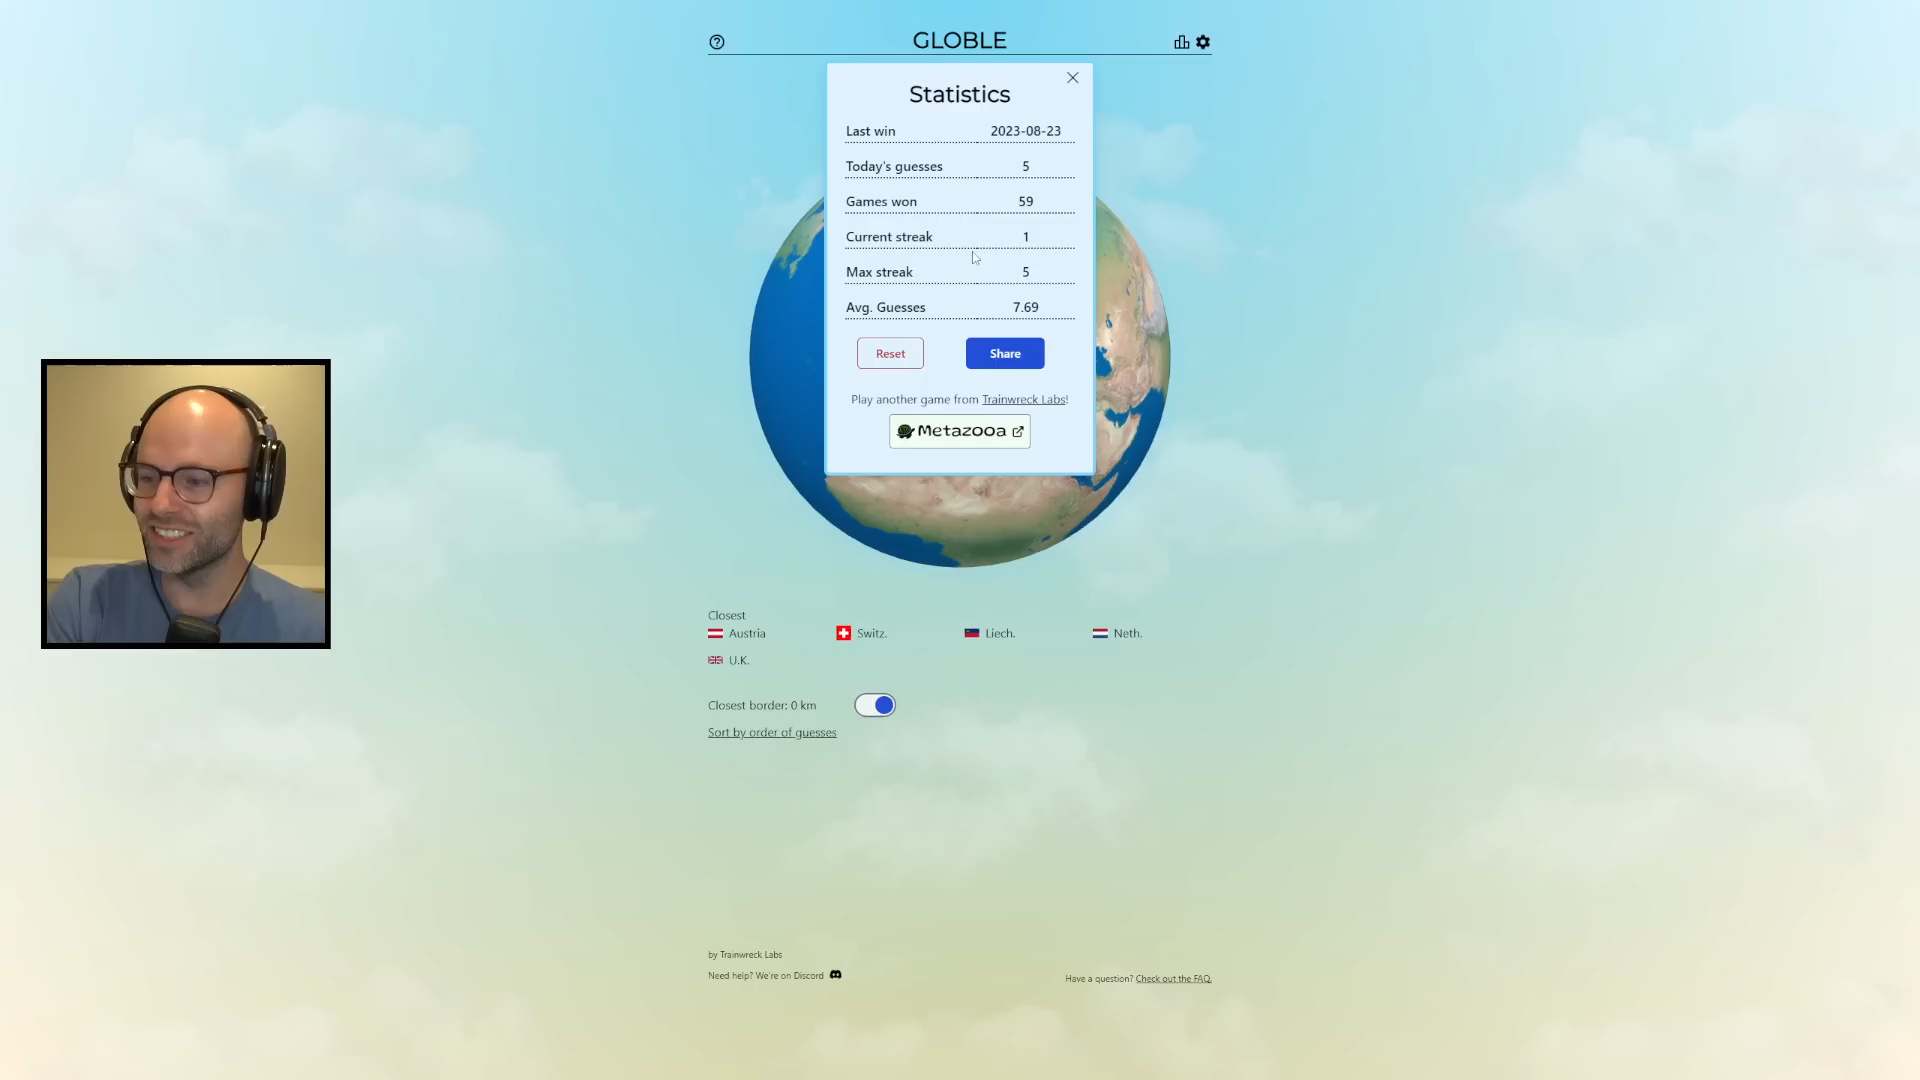 GLOBLE
Statistics
Last win 2023-08-23
Today's guesses 5
Games won 59
Current streak 1
Max streak 5
Avg. Guesses 7.69
Reset Share
Play another game from Trainwreck Labs!
Metazooa
Closest
Austria Switz. Liech. Neth.
U.K.
Closest border: 0 km
Sort by order of guesses
by Trainwreck Labs
Need help? We're on Discord
Have a question? Check out the FAQ.